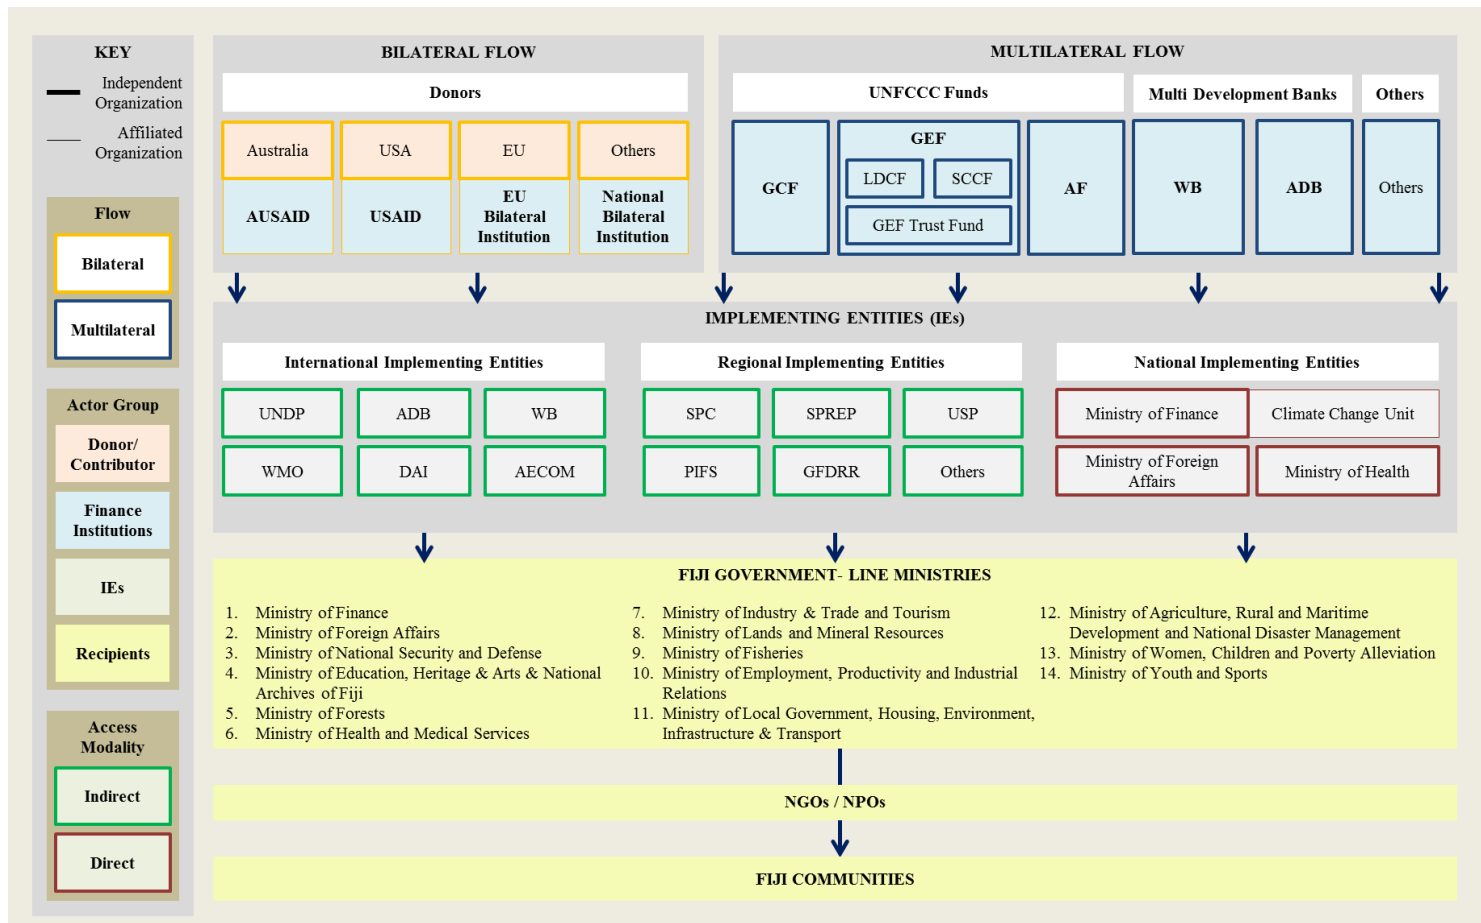 KEY
Independent
Organization
Affiliated
Organization
Flow
Bilateral
Multilateral
Actor Group
Donor/
Contributor
Finance
Institutions
IEs
Recipients
Access
Modality
Indirect
Direct
BILATERAL FLOW
Donors
Australia
USA
EU
Others
AUSAID
USAID
EU
Bilateral
Institution
National
Bilateral
Institution
MULTILATERAL FLOW
UNFCCC Funds
Multi Development Banks
Others
GCF
GEF
LDCF
SCCF
GEF Trust Fund
AF
WB
ADB
Others
IMPLEMENTING ENTITIES (IEs)
International Implementing Entities
UNDP
ADB
WB
WMO
DAI
AECOM
Regional Implementing Entities
SPC
SPREP
USP
PIFS
GFDRR
Others
National Implementing Entities
Ministry of Finance
Climate Change Unit
Ministry of Foreign
Affairs
Ministry of Health
FIJI GOVERNMENT- LINE MINISTRIES
1. Ministry of Finance
2. Ministry of Foreign Affairs
3. Ministry of National Security and Defense
4. Ministry of Education, Heritage & Arts & National
Archives of Fiji
5. Ministry of Forests
6. Ministry of Health and Medical Services
7. Ministry of Industry & Trade and Tourism
8. Ministry of Lands and Mineral Resources
9. Ministry of Fisheries
10. Ministry of Employment, Productivity and Industrial
Relations
11. Ministry of Local Government, Housing, Environment,
Infrastructure & Transport
12. Ministry of Agriculture, Rural and Maritime
Development and National Disaster Management
13. Ministry of Women, Children and Poverty Alleviation
14. Ministry of Youth and Sports
NGOs / NPOs
FIJI COMMUNITIES